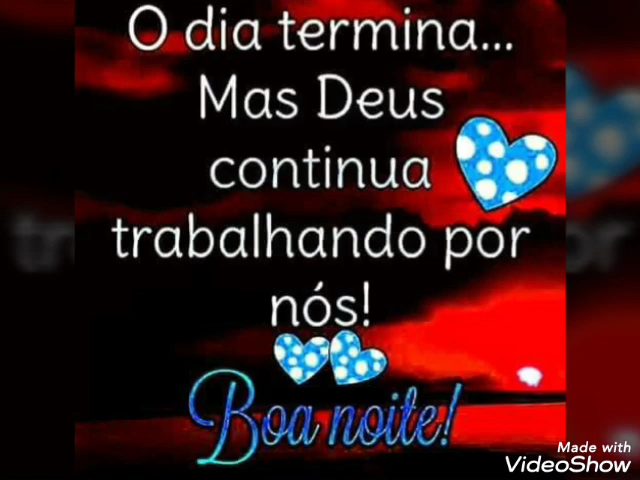 O dia termina...
Mas Deus
continua
trabalhando por
nós!
Boa noite!
Made with
VideoShow